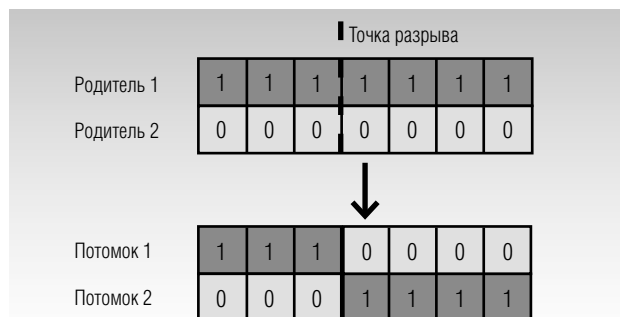 Точка разрыва
Родитель 1 1 1 1 1 1 1 1
Родитель 2 0 0 0 0 0 0 0
Потомок 1 1 1 1 0 0 0 0
Потомок 2 0 0 0 1 1 1 1